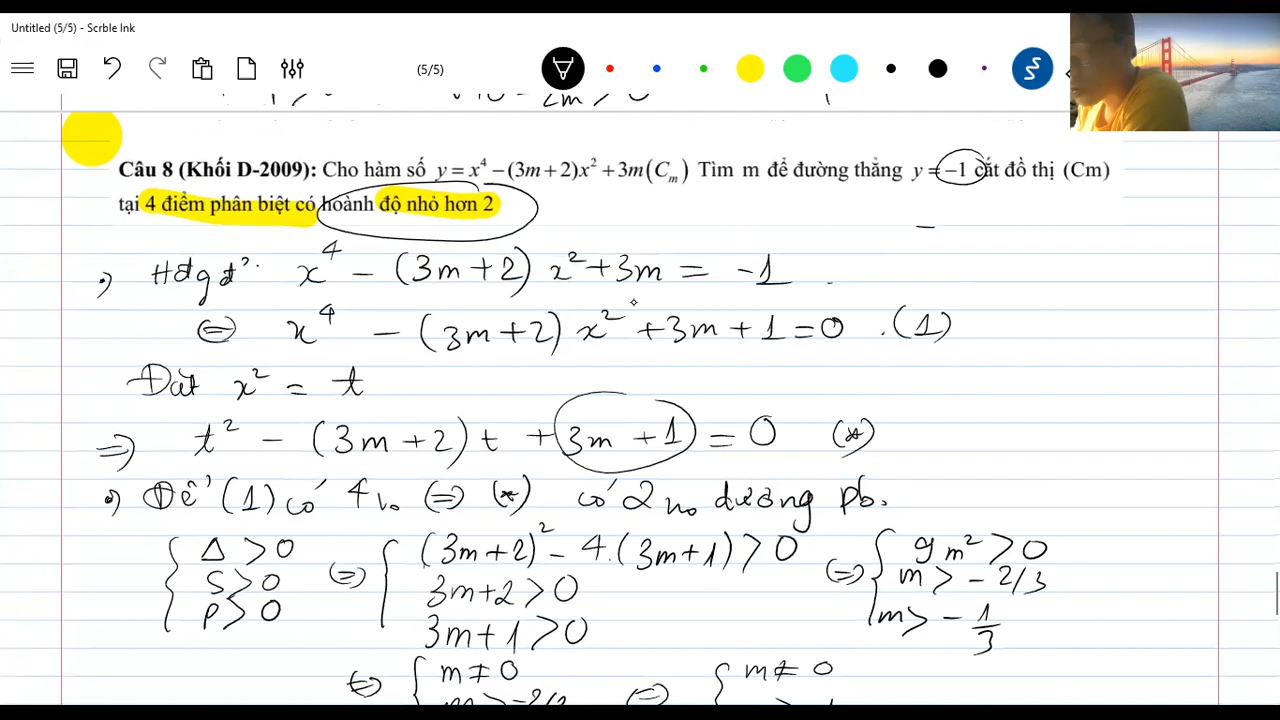 Untitled (5/5) - Scrble Ink
(5/5)
Câu 8 (Khối D-2009): Cho hàm số y = x⁴ − (3m + 2)x² + 3m (Cₘ) Tìm m để đường thẳng y = −1 cắt đồ thị (Cm)
tại 4 điểm phân biệt có hoành độ nhỏ hơn 2
x⁴ − (3m + 2) x² + 3m = −1
⇔ x⁴ − (3m + 2) x² + 3m + 1 = 0 . (1)
Đặt x² = t
⇒ t² − (3m + 2) t + 3m + 1 = 0 (*)
Để (1) có 4 n₀ ⇔ (*) có 2 n₀ dương pb.
{ Δ > 0 ⇔ { (3m + 2)² − 4.(3m + 1) > 0 ⇔ { 9m² > 0
S > 0 3m + 2 > 0 m > − 2/3
P > 0 3m + 1 > 0 m > − 1/3
⇔ { m ≠ 0 ⇔ { m ≠ 0